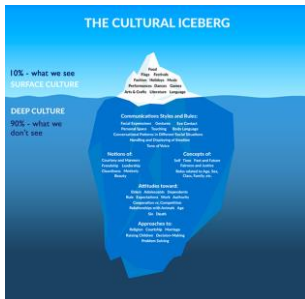 THE CULTURAL ICEBERG
10% - what we see
SURFACE CULTURE
Food
Flags Festivals
Fashion Holidays Music
Performances Dances Games
Arts & Crafts Literature Language
DEEP CULTURE
90% - what we
don't see
Communications Styles and Rules:
Facial Expressions Gestures Eye Contact
Personal Space Touching Body Language
Conversational Patterns in Different Social Situations
Handling and Displaying of Emotion
Tone of Voice
Notions of:
Courtesy and Manners
Friendship Leadership
Cleanliness Modesty
Beauty
Concepts of:
Self Time Past and Future
Fairness and Justice
Roles related to Age, Sex,
Class, Family, etc.
Attitudes toward:
Elders Adolescents Dependents
Rule Expectations Work Authority
Cooperation vs. Competition
Relationships with Animals Age
Sin Death
Approaches to:
Religion Courtship Marriage
Raising Children Decision-Making
Problem Solving